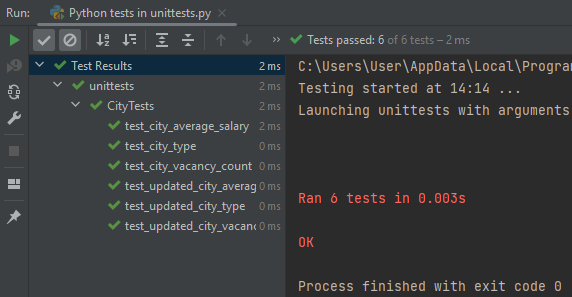 Run: Python tests in unittests.py
Tests passed: 6 of 6 tests – 2 ms
Test Results 2 ms
unittests 2 ms
CityTests 2 ms
test_city_average_salary 2 ms
test_city_type 0 ms
test_city_vacancy_count 0 ms
test_updated_city_averag 0 ms
test_updated_city_type 0 ms
test_updated_city_vacanc 0 ms
C:\Users\User\AppData\Local\Progra
Testing started at 14:14 ...
Launching unittests with arguments
Ran 6 tests in 0.003s
OK
Process finished with exit code 0